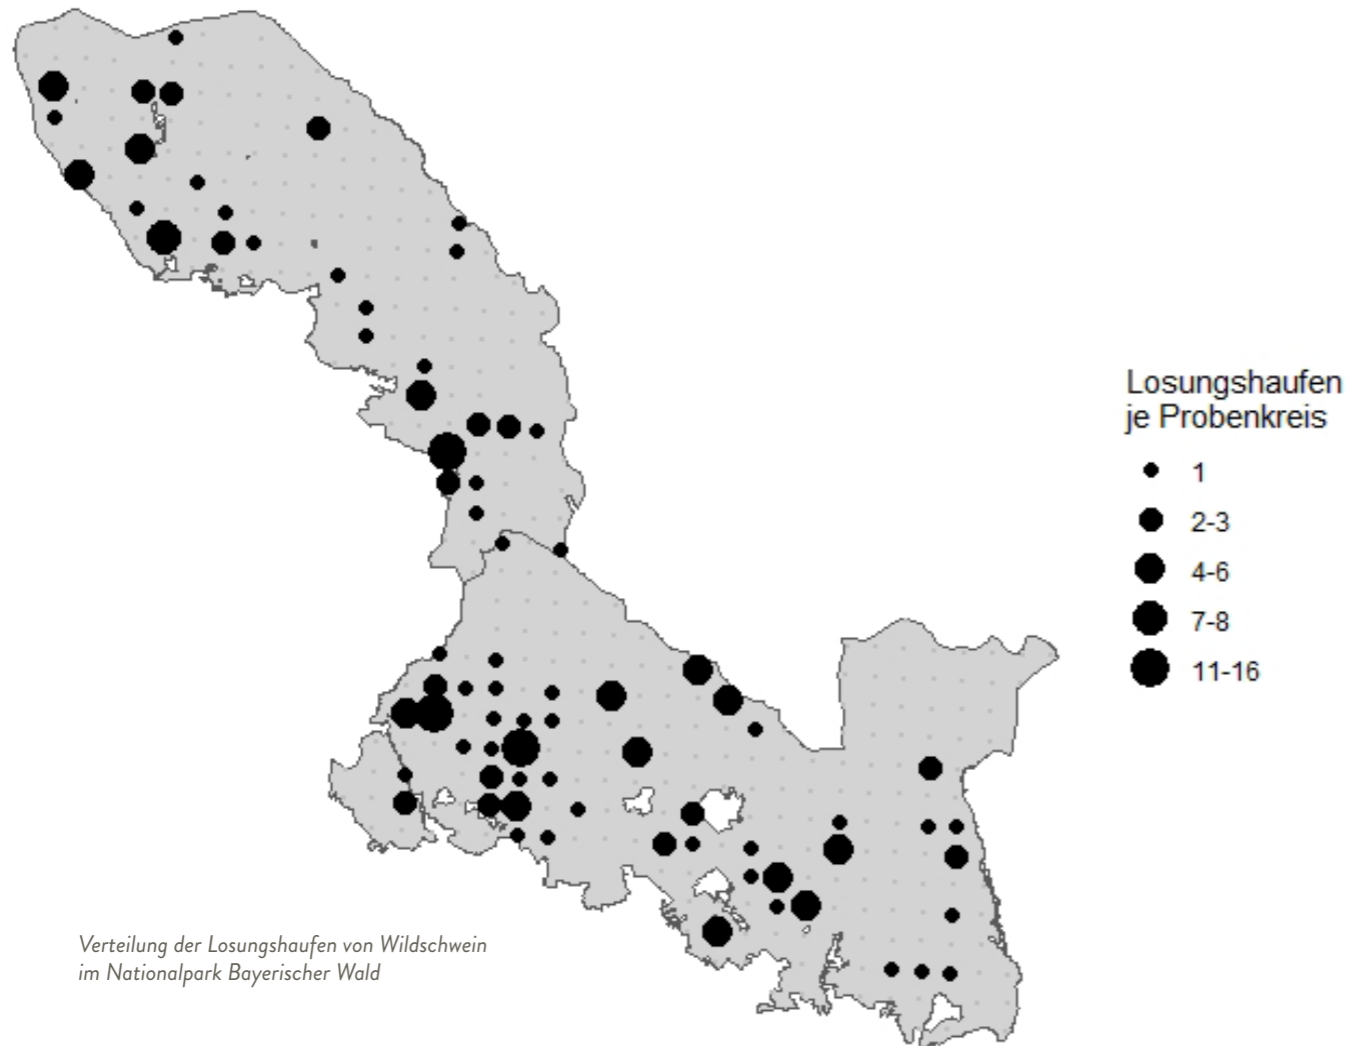 Losungshaufen
je Probenkreis
1
2-3
4-6
7-8
11-16
Verteilung der Losungshaufen von Wildschwein
im Nationalpark Bayerischer Wald